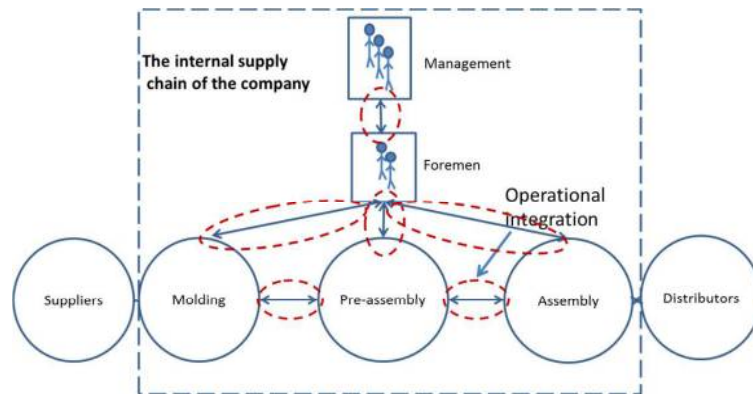 The internal supply
chain of the company
Management
Foremen
Operational
integration
Suppliers
Molding
Pre-assembly
Assembly
Distributors